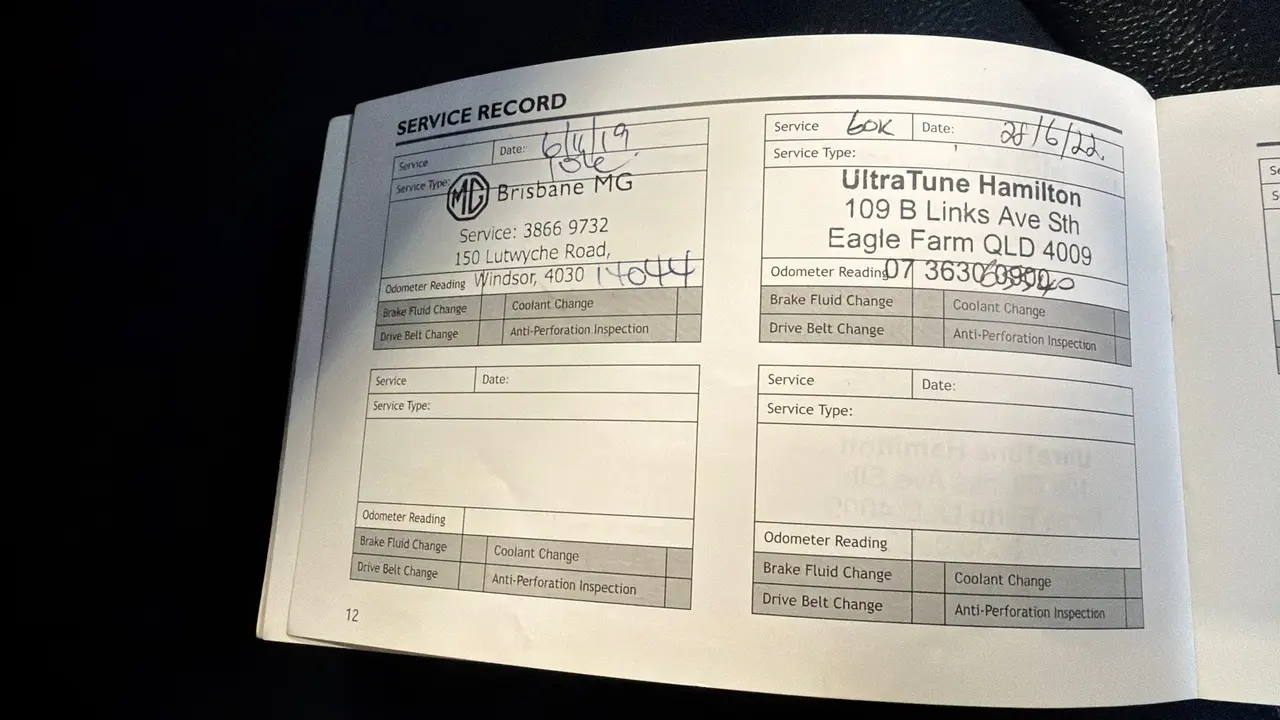 SERVICE RECORD
Service Date:
Service Type:
MG Brisbane MG
Service: 3866 9732
150 Lutwyche Road,
Windsor, 4030
Odometer Reading 14044
Brake Fluid Change Coolant Change
Drive Belt Change Anti-Perforation Inspection
Service 60K Date: 28/6/22
Service Type:
UltraTune Hamilton
109 B Links Ave Sth
Eagle Farm QLD 4009
07 3630 0900
Odometer Reading
Brake Fluid Change Coolant Change
Drive Belt Change Anti-Perforation Inspection
Service Date:
Service Type:
Odometer Reading
Brake Fluid Change Coolant Change
Drive Belt Change Anti-Perforation Inspection
Service Date:
Service Type:
Odometer Reading
Brake Fluid Change Coolant Change
Drive Belt Change Anti-Perforation Inspection
12